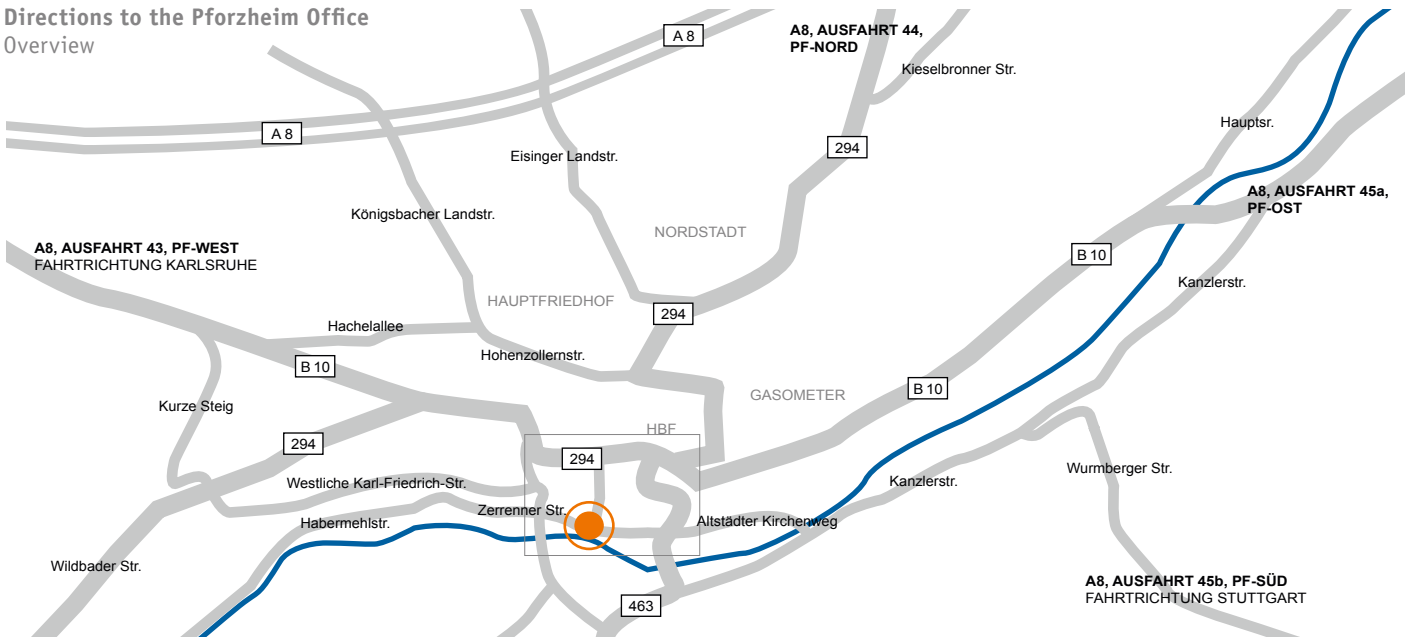 Directions to the Pforzheim Office
Overview
A 8
A8, AUSFAHRT 44,
PF-NORD
Kieselbronner Str.
A 8
Hauptsr.
294
Eisinger Landstr.
A8, AUSFAHRT 45a,
PF-OST
Königsbacher Landstr.
NORDSTADT
A8, AUSFAHRT 43, PF-WEST
FAHRTRICHTUNG KARLSRUHE
B 10
Kanzlerstr.
HAUPTFRIEDHOF
294
Hachelallee
Hohenzollernstr.
B 10
B 10
GASOMETER
Kurze Steig
HBF
294
294
Wurmberger Str.
Westliche Karl-Friedrich-Str.
Kanzlerstr.
Zerrenner Str.
Habermehlstr.
Altstädter Kirchenweg
Wildbader Str.
A8, AUSFAHRT 45b, PF-SÜD
FAHRTRICHTUNG STUTTGART
463